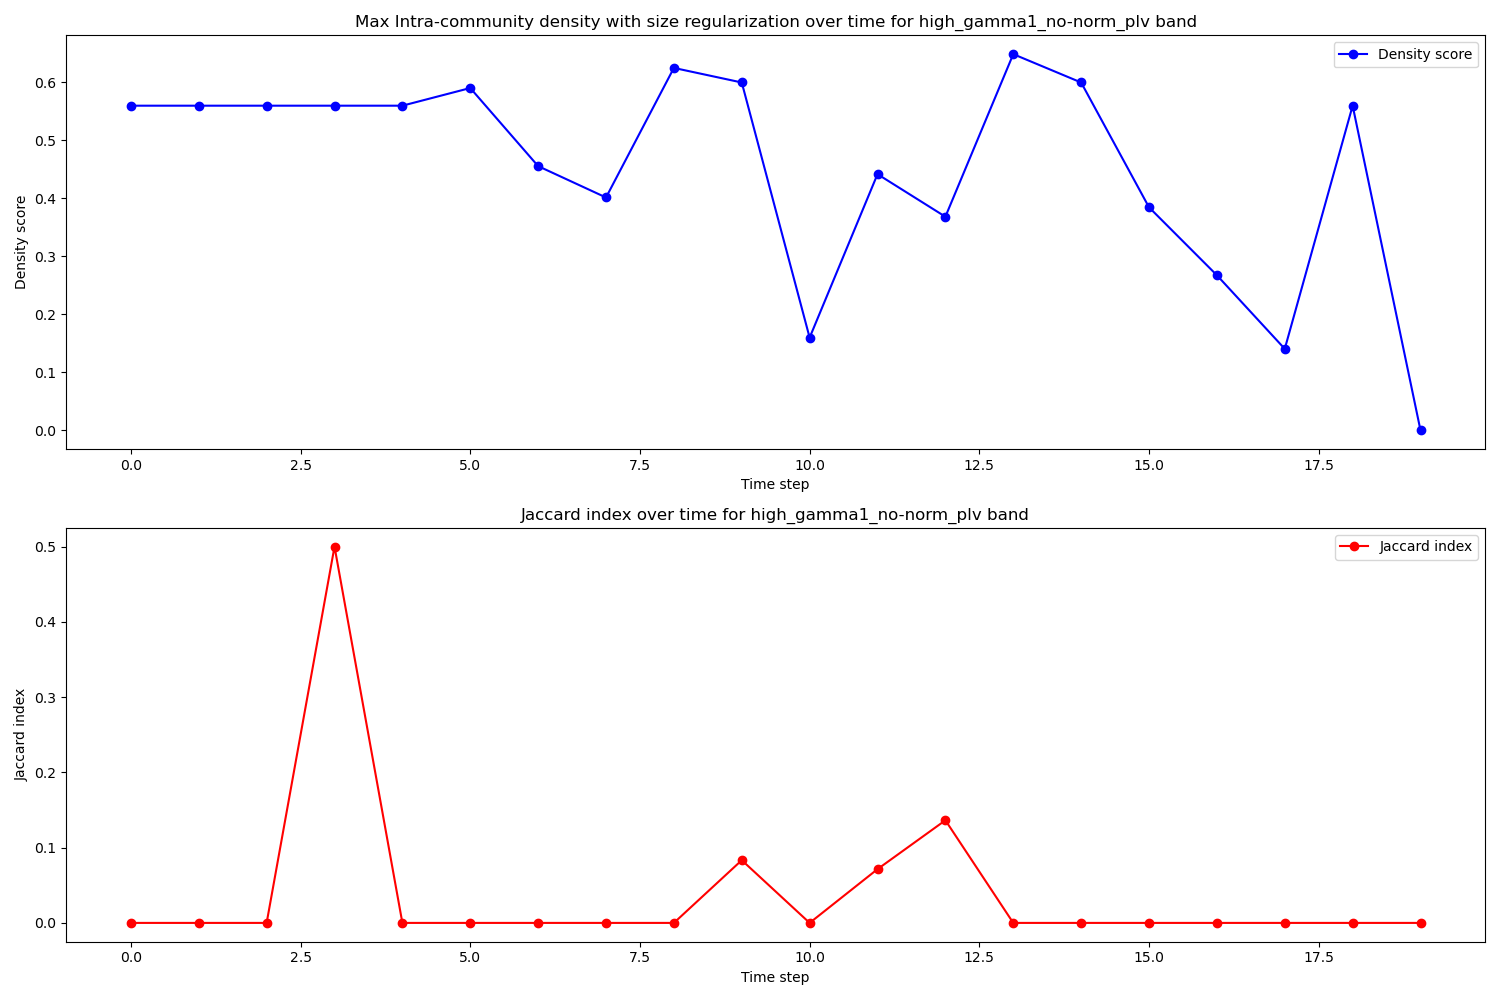 Max Intra-community density with size regularization over time for high_gamma1_no-norm_plv band
Density score
0.6
0.5
0.4
0.3
0.2
0.1
0.0
Density score
0.0 2.5 5.0 7.5 10.0 12.5 15.0 17.5
Time step
Jaccard index over time for high_gamma1_no-norm_plv band
Jaccard index
0.5
0.4
0.3
0.2
0.1
0.0
Jaccard index
0.0 2.5 5.0 7.5 10.0 12.5 15.0 17.5
Time step